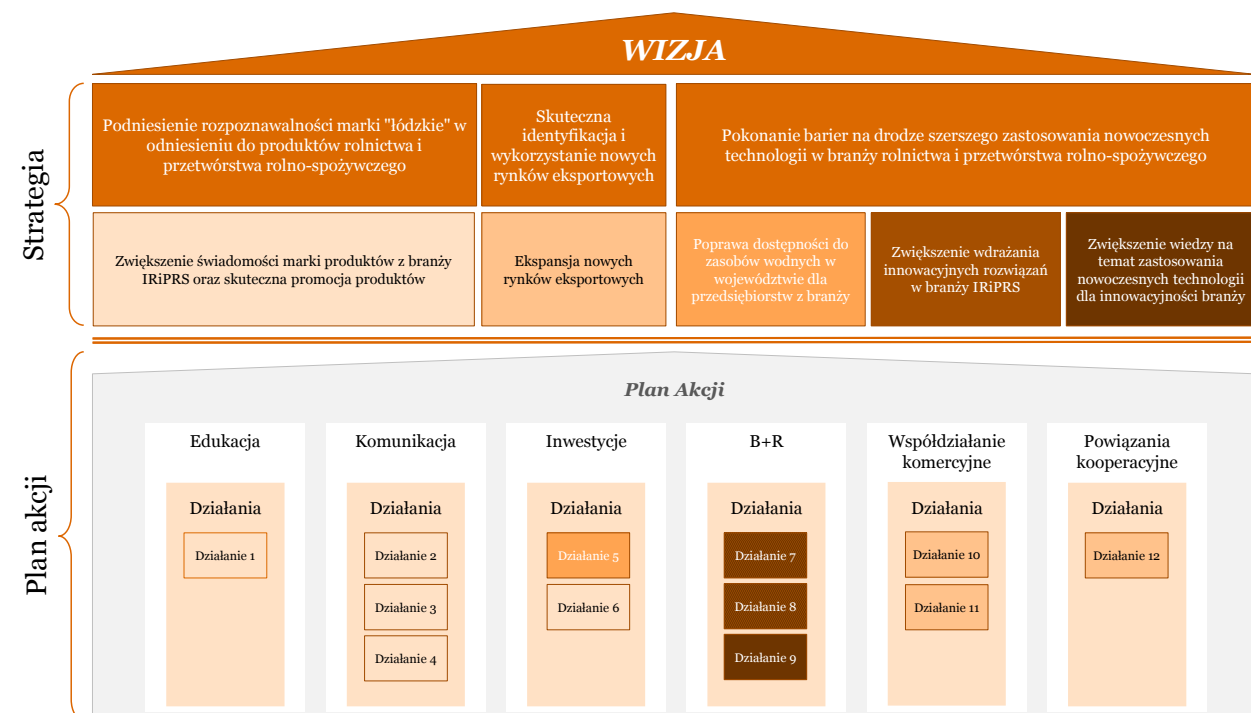 WIZJA
Strategia
Podniesienie rozpoznawalności marki "łódzkie" w
odniesieniu do produktów rolnictwa i
przetwórstwa rolno-spożywczego
Skuteczna
identyfikacja i
wykorzystanie nowych
rynków eksportowych
Pokonanie barier na drodze szerszego zastosowania nowoczesnych
technologii w branży rolnictwa i przetwórstwa rolno-spożywczego
Zwiększenie świadomości marki produktów z branży
IRiPRS oraz skuteczna promocja produktów
Ekspansja nowych
rynków eksportowych
Poprawa dostępności do
zasobów wodnych w
województwie dla
przedsiębiorstw z branży
Zwiększenie wdrażania
innowacyjnych rozwiązań
w branży IRiPRS
Zwiększenie wiedzy na
temat zastosowania
nowoczesnych technologii
dla innowacyjności branży
Plan akcji
Plan Akcji
Edukacja
Działania
Działanie 1
Komunikacja
Działania
Działanie 2
Działanie 3
Działanie 4
Inwestycje
Działania
Działanie 5
Działanie 6
B+R
Działania
Działanie 7
Działanie 8
Działanie 9
Współdziałanie
komercyjne
Działania
Działanie 10
Działanie 11
Powiązania
kooperacyjne
Działania
Działanie 12